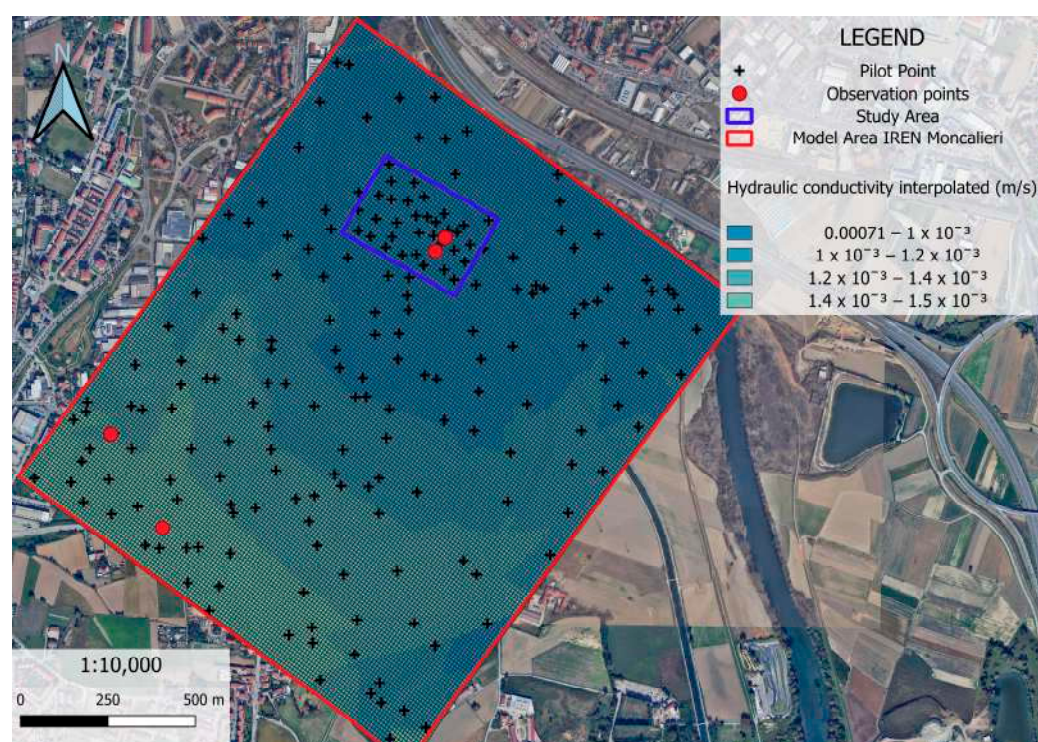 N
LEGEND
Pilot Point
Observation points
Study Area
Model Area IREN Moncalieri
Hydraulic conductivity interpolated (m/s)
0.00071 – 1 x 10⁻³
1 x 10⁻³ – 1.2 x 10⁻³
1.2 x 10⁻³ – 1.4 x 10⁻³
1.4 x 10⁻³ – 1.5 x 10⁻³
1:10,000
0 250 500 m